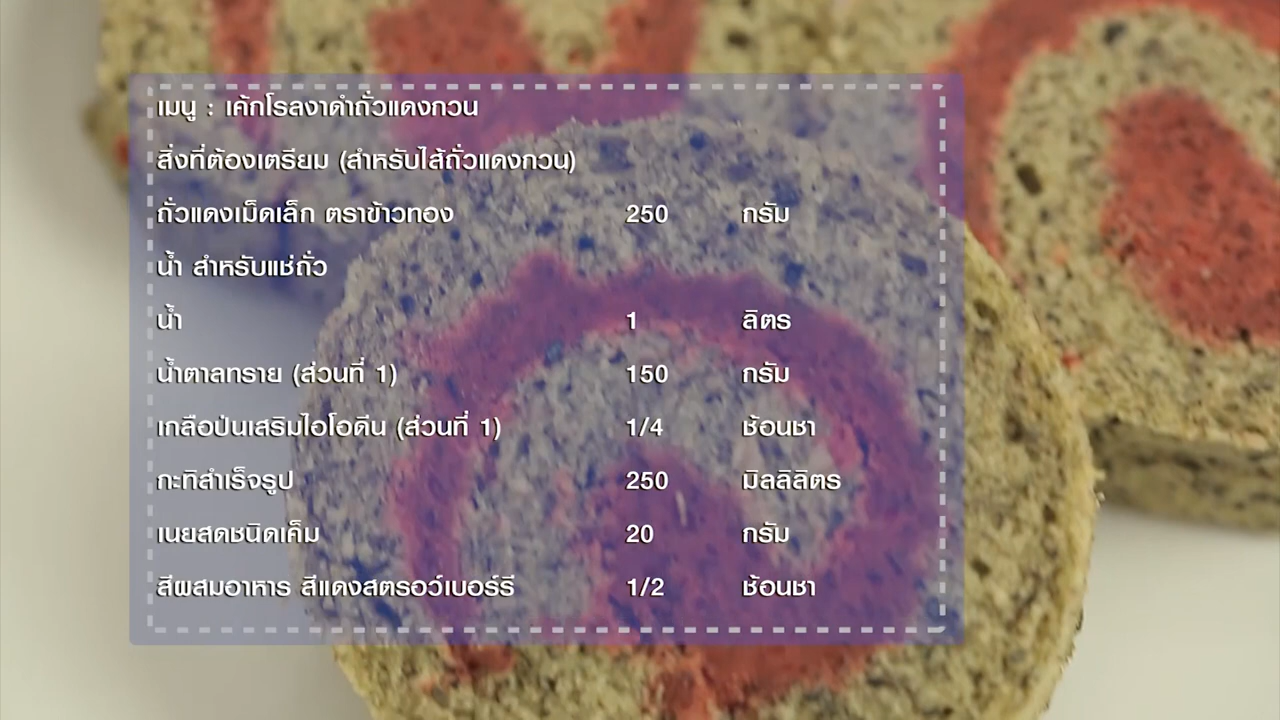 เมนู : เค้กโรลงาดำถั่วแดงกวน
สิ่งที่ต้องเตรียม (สำหรับไส้ถั่วแดงกวน)
ถั่วแดงเม็ดเล็ก ตราข้าวทอง 250 กรัม
น้ำ สำหรับแช่ถั่ว
น้ำ 1 ลิตร
น้ำตาลทราย (ส่วนที่ 1) 150 กรัม
เกลือป่นเสริมไอโอดีน (ส่วนที่ 1) 1/4 ช้อนชา
กะทิสำเร็จรูป 250 มิลลิลิตร
เนยสดชนิดเค็ม 20 กรัม
สีผสมอาหาร สีแดงสตรอว์เบอร์รี 1/2 ช้อนชา